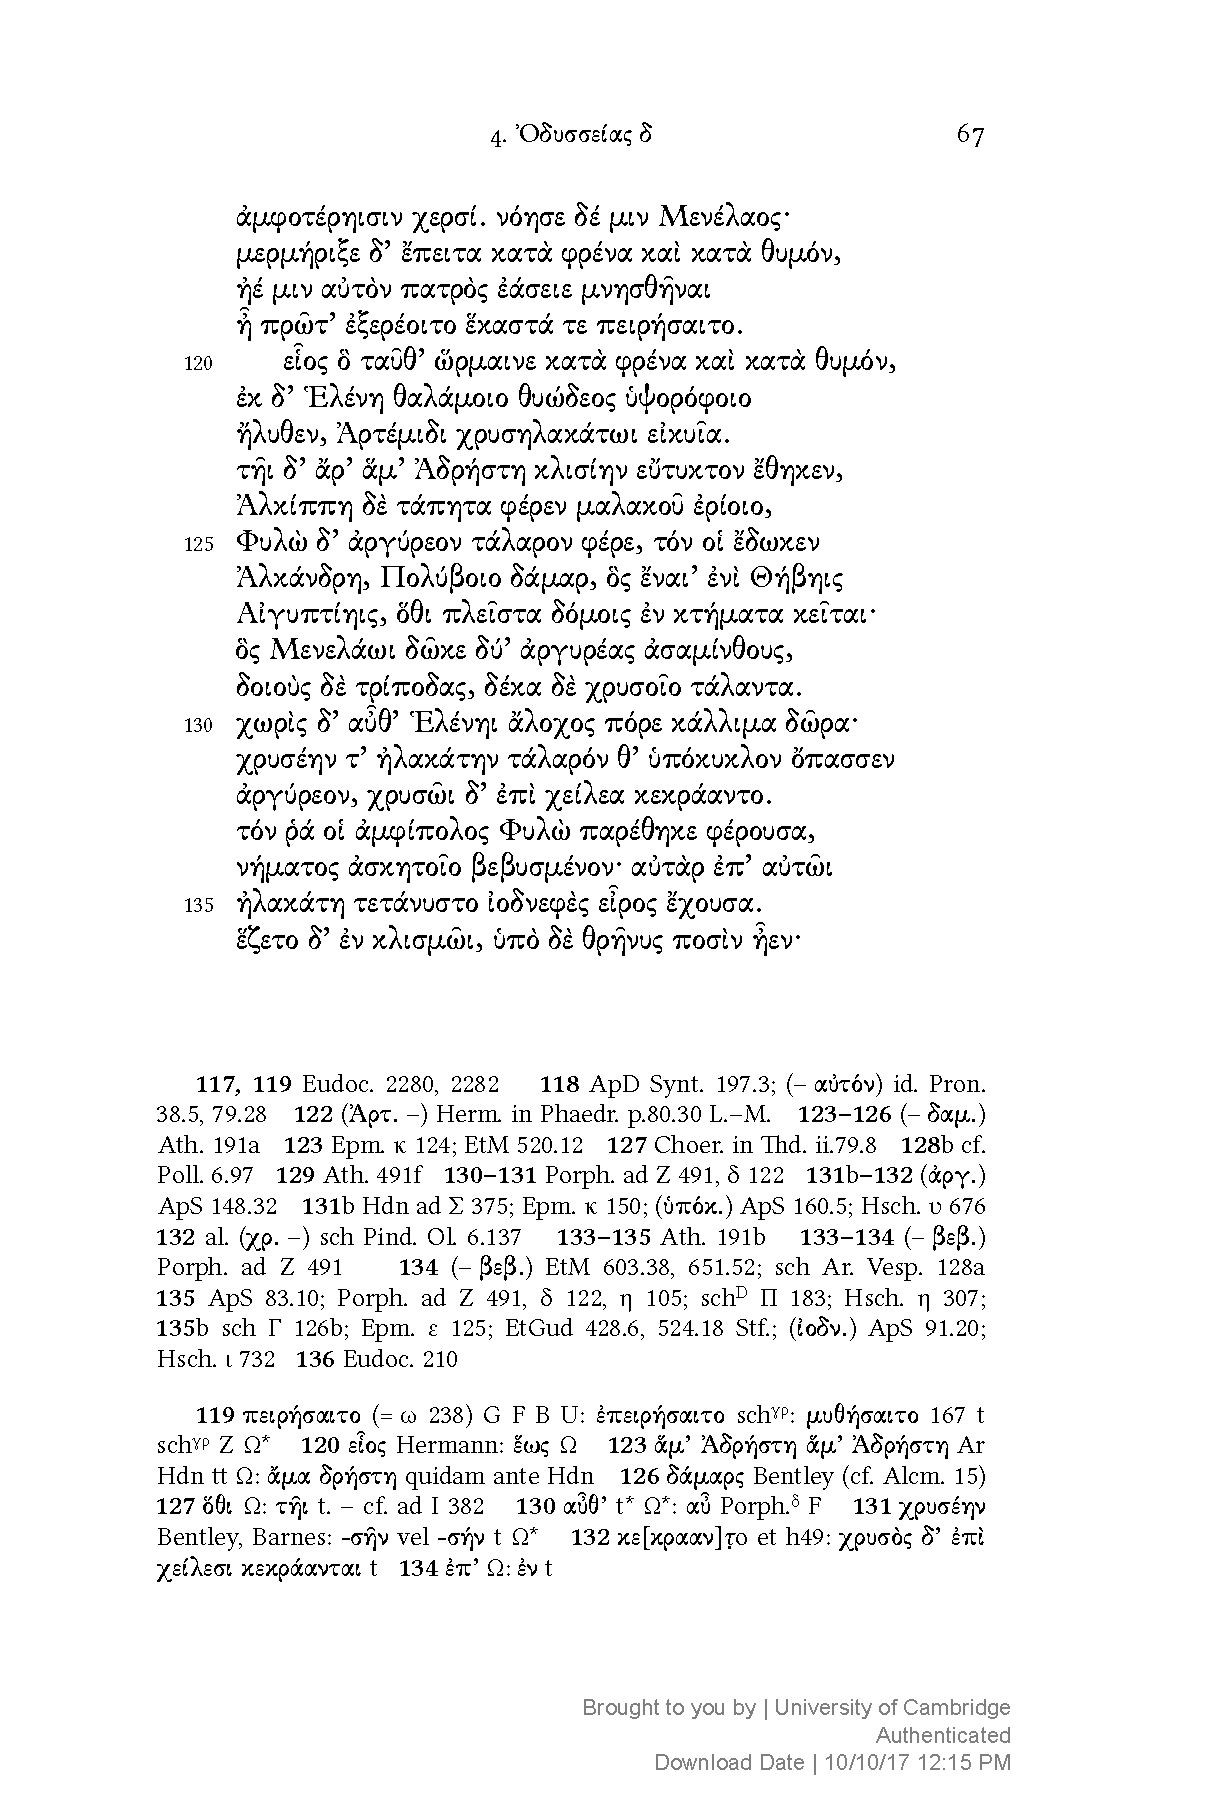 4. Ὀδυσσείας δ 67
ἀμφοτέρηισιν χερσί. νόησε δέ μιν Μενέλαος·
μερμήριξε δ’ ἔπειτα κατὰ φρένα καὶ κατὰ θυμόν,
ἠέ μιν αὐτὸν πατρὸς ἐάσειε μνησθῆναι
ἦ πρῶτ’ ἐξερέοιτο ἕκαστά τε πειρήσαιτο.
120 εἷος ὃ ταῦθ’ ὥρμαινε κατὰ φρένα καὶ κατὰ θυμόν,
ἐκ δ’ Ἑλένη θαλάμοιο θυώδεος ὑψορόφοιο
ἤλυθεν, Ἀρτέμιδι χρυσηλακάτωι εἰκυῖα.
τῆι δ’ ἄρ’ ἅμ’ Ἀδρήστη κλισίην εὔτυκτον ἔθηκεν,
Ἀλκίππη δὲ τάπητα φέρεν μαλακοῦ ἐρίοιο,
125 Φυλὼ δ’ ἀργύρεον τάλαρον φέρε, τόν οἱ ἔδωκεν
Ἀλκάνδρη, Πολύβοιο δάμαρ, ὃς ἔναι’ ἐνὶ Θήβηις
Αἰγυπτίηις, ὅθι πλεῖστα δόμοις ἐν κτήματα κεῖται·
ὃς Μενελάωι δῶκε δύ’ ἀργυρέας ἀσαμίνθους,
δοιοὺς δὲ τρίποδας, δέκα δὲ χρυσοῖο τάλαντα.
130 χωρὶς δ’ αὖθ’ Ἑλένηι ἄλοχος πόρε κάλλιμα δῶρα·
χρυσέην τ’ ἠλακάτην τάλαρόν θ’ ὑπόκυκλον ὄπασσεν
ἀργύρεον, χρυσῶι δ’ ἐπὶ χείλεα κεκράαντο.
τόν ῥά οἱ ἀμφίπολος Φυλὼ παρέθηκε φέρουσα,
νήματος ἀσκητοῖο βεβυσμένον· αὐτὰρ ἐπ’ αὐτῶι
135 ἠλακάτη τετάνυστο ἰοδνεφὲς εἶρος ἔχουσα.
ἕζετο δ’ ἐν κλισμῶι, ὑπὸ δὲ θρῆνυς ποσὶν ἦεν·
117, 119 Eudoc. 2280, 2282 118 ApD Synt. 197.3; (– αὐτόν) id. Pron.
38.5, 79.28 122 (Ἀρτ. –) Herm. in Phaedr. p.80.30 L.–M. 123–126 (– δαμ.)
Ath. 191a 123 Epm. κ 124; EtM 520.12 127 Choer. in Thd. ii.79.8 128b cf.
Poll. 6.97 129 Ath. 491f 130–131 Porph. ad Ζ 491, δ 122 131b–132 (ἀργ.)
ApS 148.32 131b Hdn ad Σ 375; Epm. κ 150; (ὑπόκ.) ApS 160.5; Hsch. υ 676
132 al. (χρ. –) sch Pind. Ol. 6.137 133–135 Ath. 191b 133–134 (– βεβ.)
Porph. ad Ζ 491 134 (– βεβ.) EtM 603.38, 651.52; sch Ar. Vesp. 128a
135 ApS 83.10; Porph. ad Ζ 491, δ 122, η 105; schᴰ Π 183; Hsch. η 307;
135b sch Γ 126b; Epm. ε 125; EtGud 428.6, 524.18 Stf.; (ἰοδν.) ApS 91.20;
Hsch. ι 732 136 Eudoc. 210
119 πειρήσαιτο (= ω 238) G F B U: ἐπειρήσαιτο schᵞᵖ: μυθήσαιτο 167 t
schᵞᵖ Z Ω* 120 εἷος Hermann: ἕως Ω 123 ἅμ’ Ἀδρήστη ἅμ’ Ἀδρήστη Ar
Hdn tt Ω: ἄμα δρήστη quidam ante Hdn 126 δάμαρς Bentley (cf. Alcm. 15)
127 ὅθι Ω: τῆι t. – cf. ad Ι 382 130 αὖθ’ t* Ω*: αὖ Porph.ᵟ F 131 χρυσέην
Bentley, Barnes: -σῆν vel -σήν t Ω* 132 κε[κρααν]τ̣ο et h49: χρυσὸς δ’ ἐπὶ
χείλεσι κεκράανται t 134 ἐπ’ Ω: ἐν t
Brought to you by | University of Cambridge
Authenticated
Download Date | 10/10/17 12:15 PM